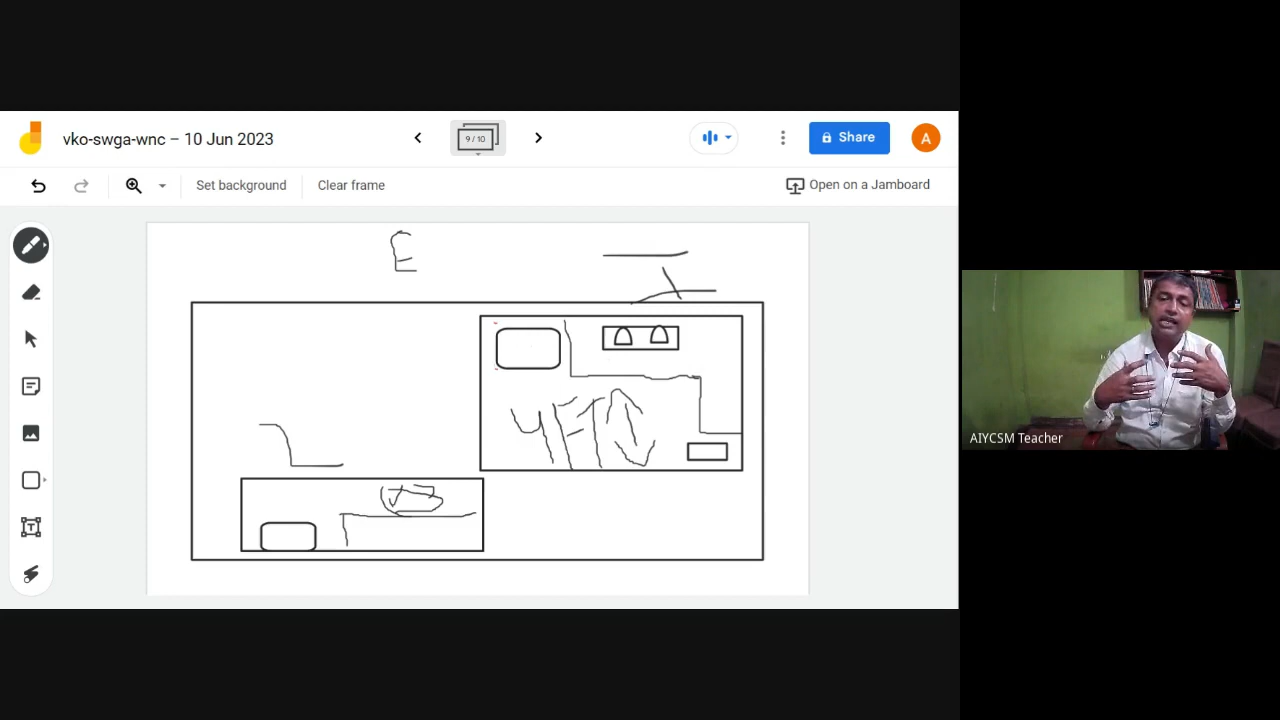 vko-swga-wnc – 10 Jun 2023
9 / 10
Share
A
Set background
Clear frame
Open on a Jamboard
E
T
AIYCSM Teacher